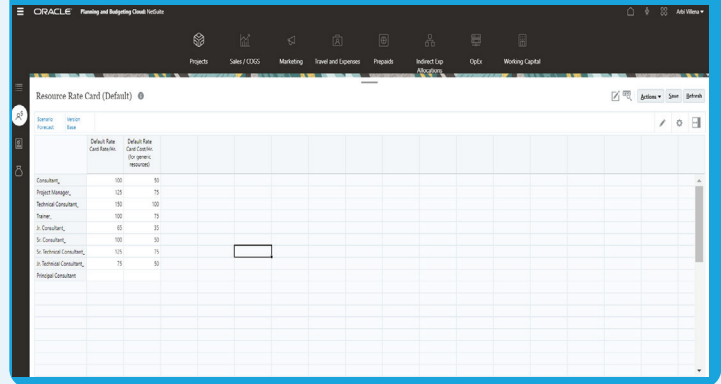 ORACLE Planning and Budgeting Cloud: NetSuite
Arbi Villena
Projects Sales / COGS Marketing Travel and Expenses Prepaids Indirect Exp Allocations OpEx Working Capital
Resource Rate Card (Default)
Actions Save Refresh
Scenario Version
Forecast Base
Default Rate Card Rate/Hr. Default Rate Card Cost/Hr. (for generic resources)
Consultant_ 100 50
Project Manager_ 125 75
Technical Consultant_ 150 100
Trainer_ 100 75
Jr. Consultant_ 65 35
Sr. Consultant_ 100 50
Sr. Technical Consultant_ 125 75
Jr. Technical Consultant_ 75 50
Principal Consultant